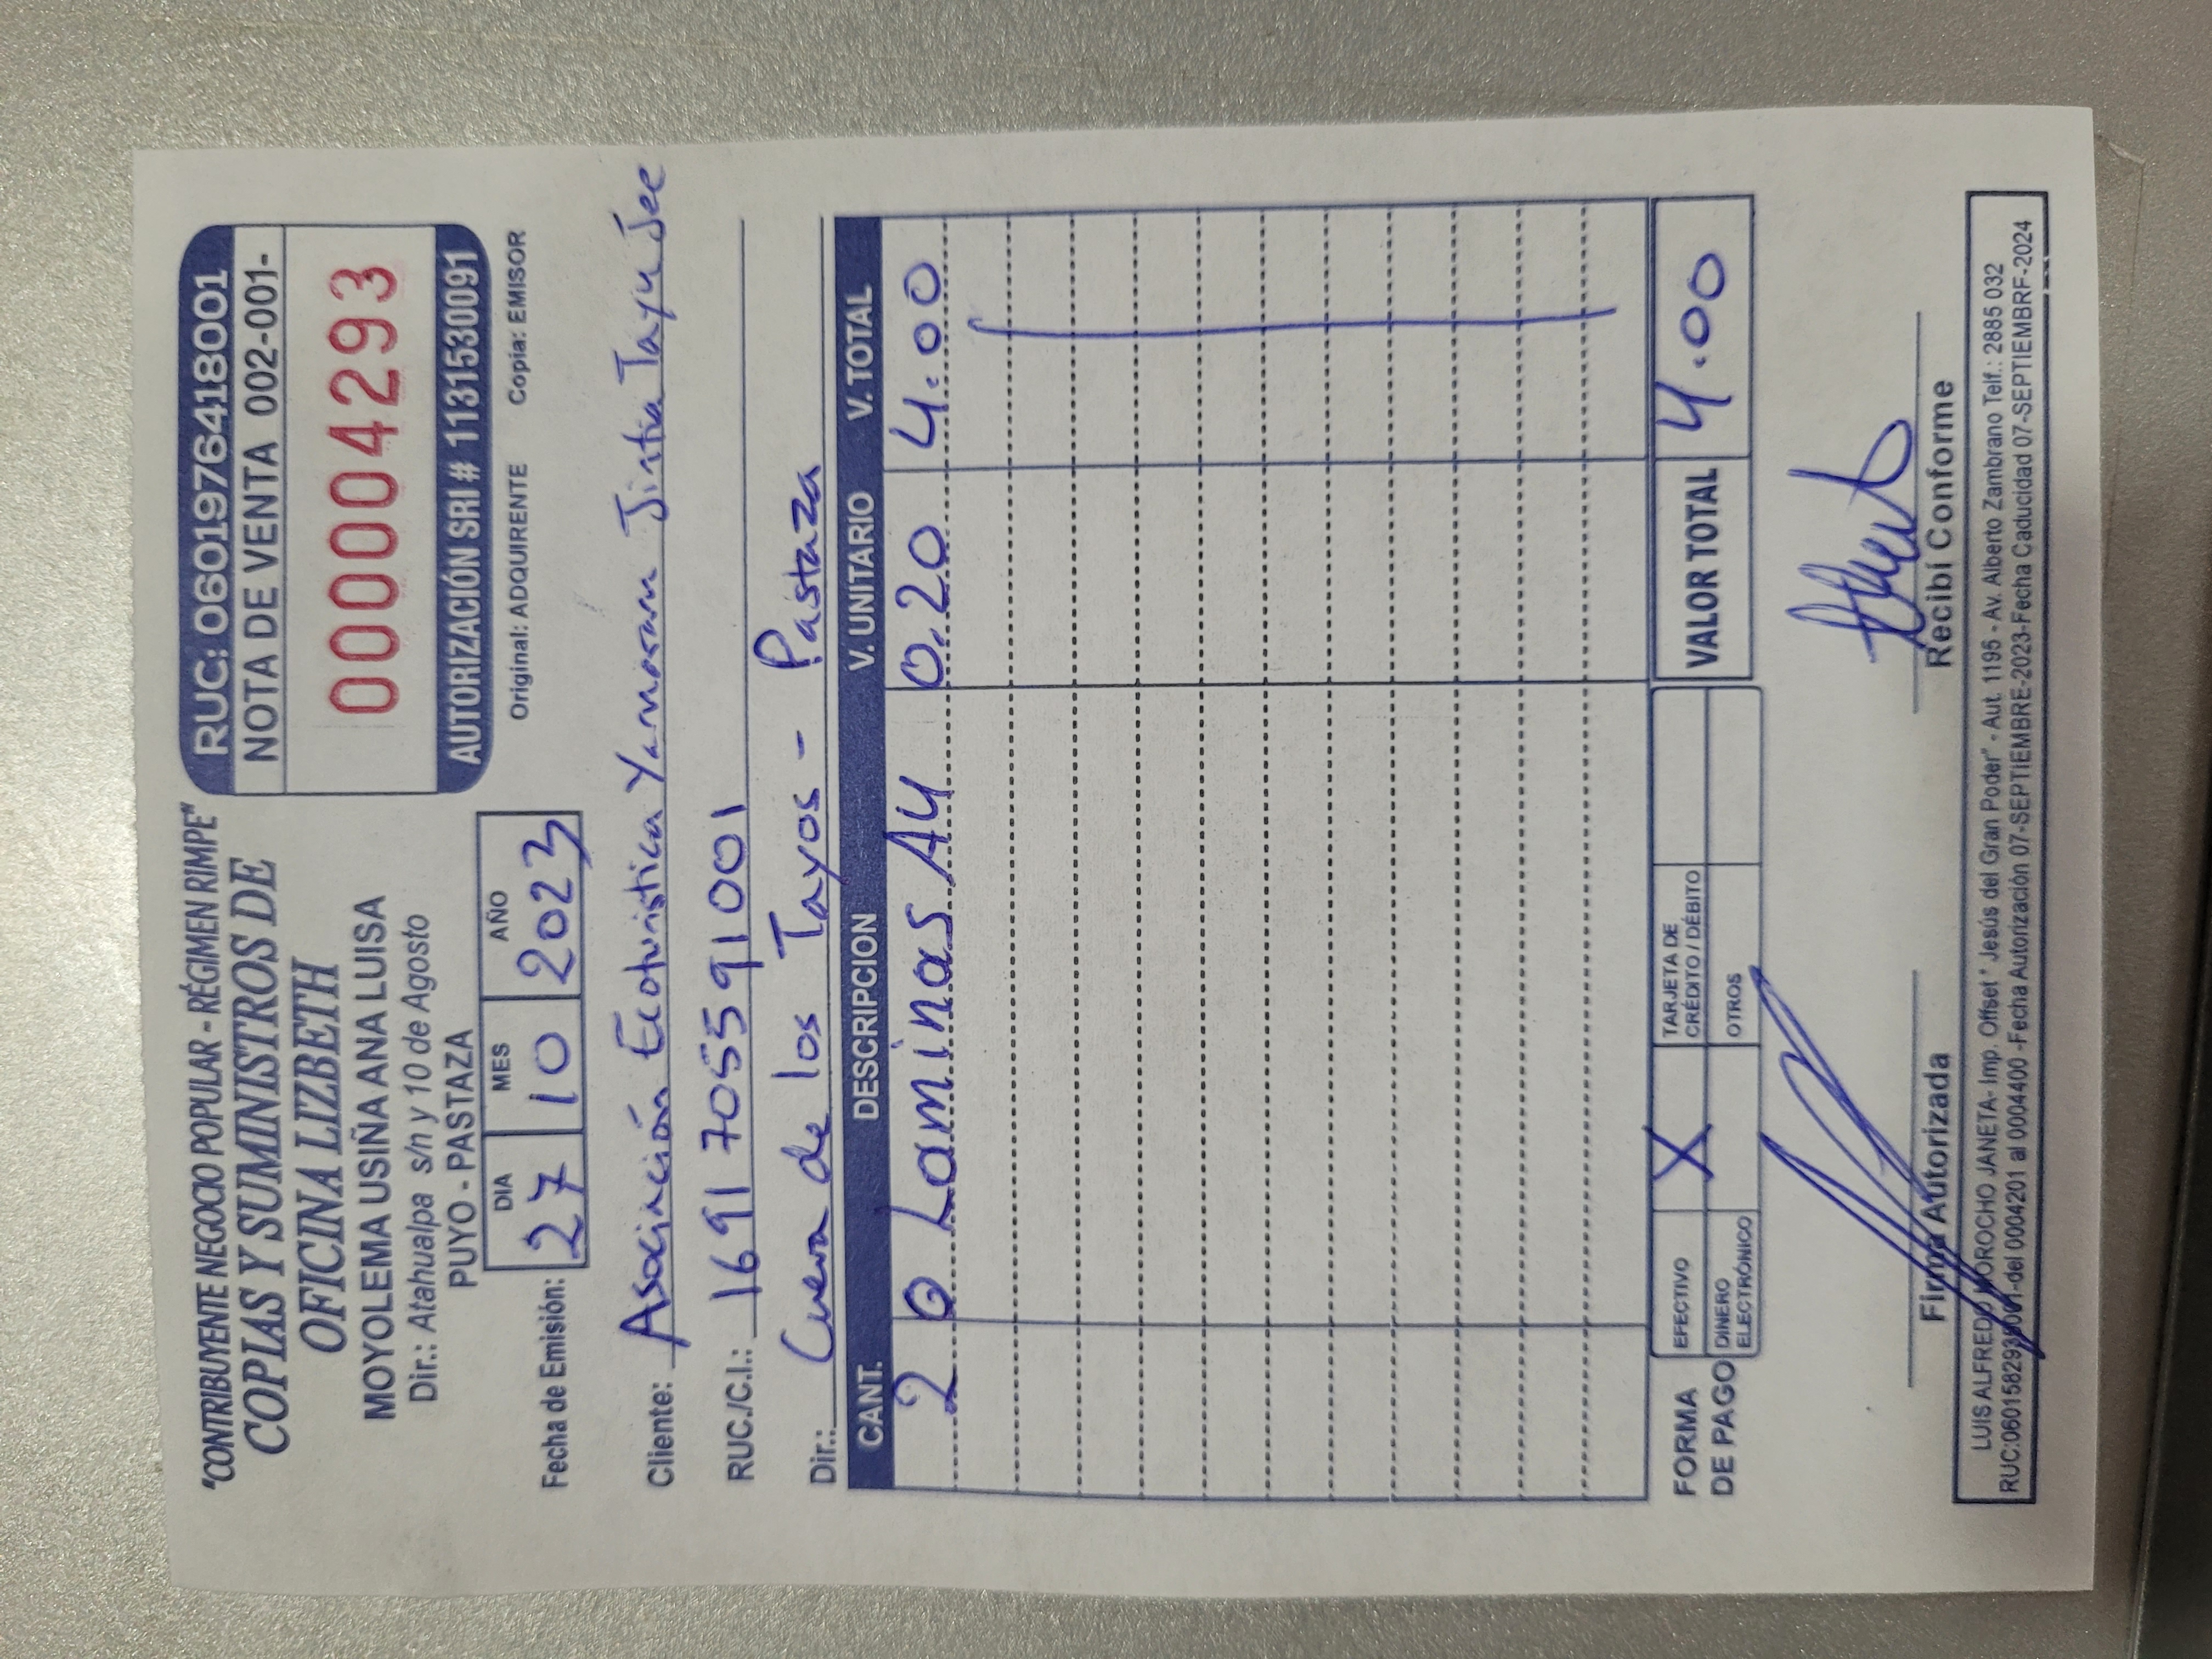 "CONTRIBUYENTE NEGOCIO POPULAR - RÉGIMEN RIMPE"
COPIAS Y SUMINISTROS DE
OFICINA LIZBETH
MOYOLEMA USIÑA ANA LUISA
Dir.: Atahualpa s/n y 10 de Agosto
PUYO - PASTAZA
RUC: 0601976418001
NOTA DE VENTA 002-001-
000004293
AUTORIZACIÓN SRI # 1131530091
Original: ADQUIRENTE Copia: EMISOR
DIA MES AÑO
Fecha de Emisión: 27 10 2023
Cliente: Asociación Ecoturística Yamaram Jintia Tayu Jee
RUC./C.I.: 1691705591001
Dir.: Cueva de los Tayos - Pastaza
CANT. DESCRIPCION V. UNITARIO V. TOTAL
20 Laminas A4 0.20 4.00
FORMA DE PAGO
EFECTIVO X
TARJETA DE CRÉDITO / DÉBITO
DINERO ELECTRÓNICO
OTROS
VALOR TOTAL 4.00
Firma Autorizada Recibí Conforme
LUIS ALFREDO MOROCHO JANETA- Imp. Offset " Jesús del Gran Poder" - Aut. 1195 - Av. Alberto Zambrano Telf.: 2885 032
-del 0004201 al 0004400 -Fecha Autorización 07-SEPTIEMBRE-2023-Fecha Caducidad 07-SEPTIEMBRF-2024